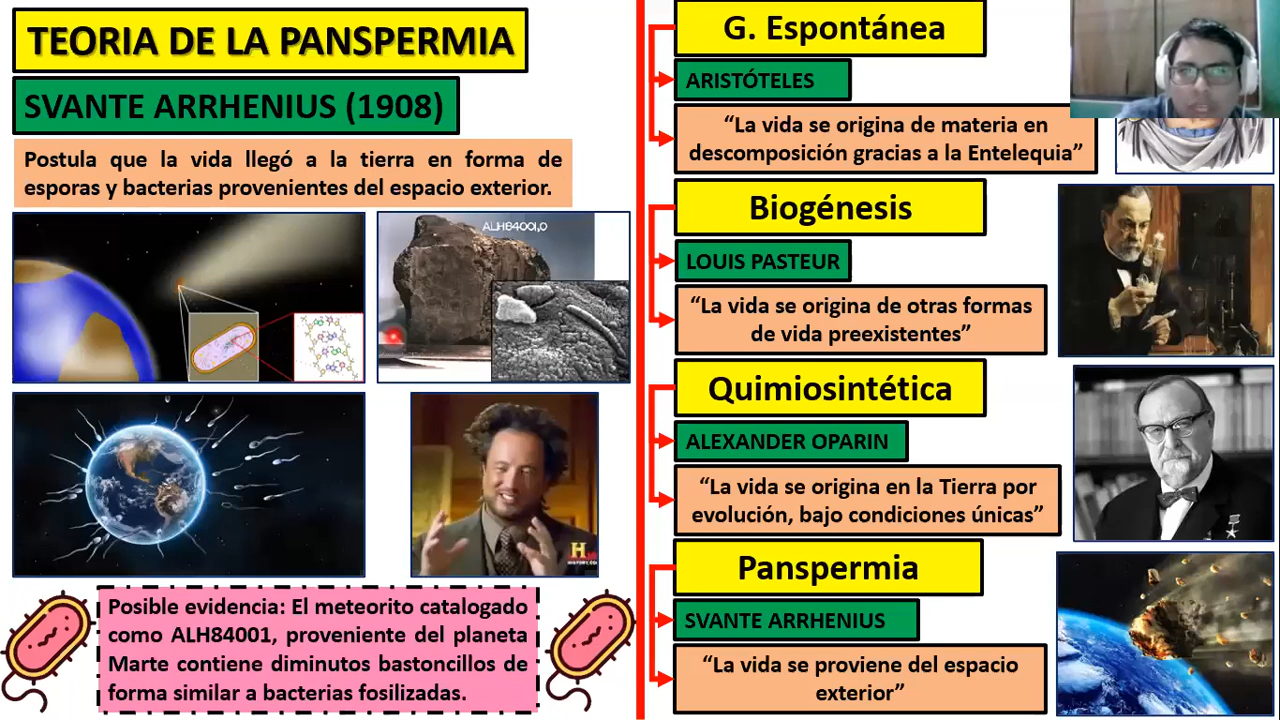 TEORIA DE LA PANSPERMIA
SVANTE ARRHENIUS (1908)
Postula que la vida llegó a la tierra en forma de
esporas y bacterias provenientes del espacio exterior.
ALH84001,0
H
HISTORY.COM
Posible evidencia: El meteorito catalogado
como ALH84001, proveniente del planeta
Marte contiene diminutos bastoncillos de
forma similar a bacterias fosilizadas.
G. Espontánea
ARISTÓTELES
“La vida se origina de materia en
descomposición gracias a la Entelequia”
Biogénesis
LOUIS PASTEUR
“La vida se origina de otras formas
de vida preexistentes”
Quimiosintética
ALEXANDER OPARIN
“La vida se origina en la Tierra por
evolución, bajo condiciones únicas”
Panspermia
SVANTE ARRHENIUS
“La vida se proviene del espacio
exterior”